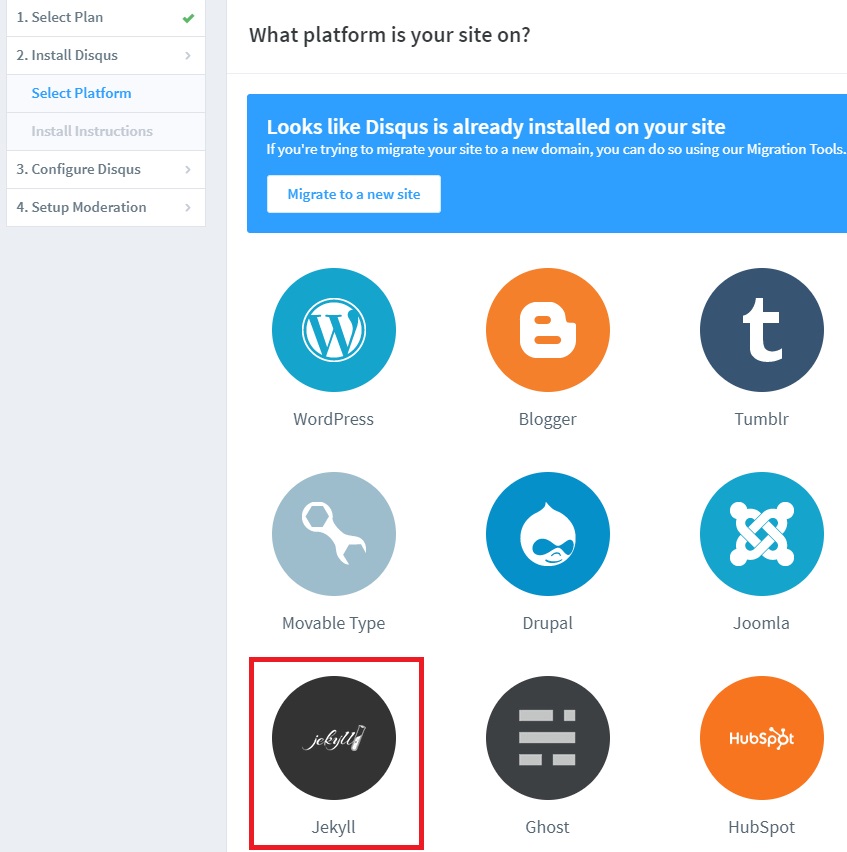 1. Select Plan
2. Install Disqus
Select Platform
Install Instructions
3. Configure Disqus
4. Setup Moderation
What platform is your site on?
Looks like Disqus is already installed on your site
If you're trying to migrate your site to a new domain, you can do so using our Migration Tools.
Migrate to a new site
WordPress
Blogger
Tumblr
Movable Type
Drupal
Joomla
jekyll
HubSpot
Jekyll
Ghost
HubSpot